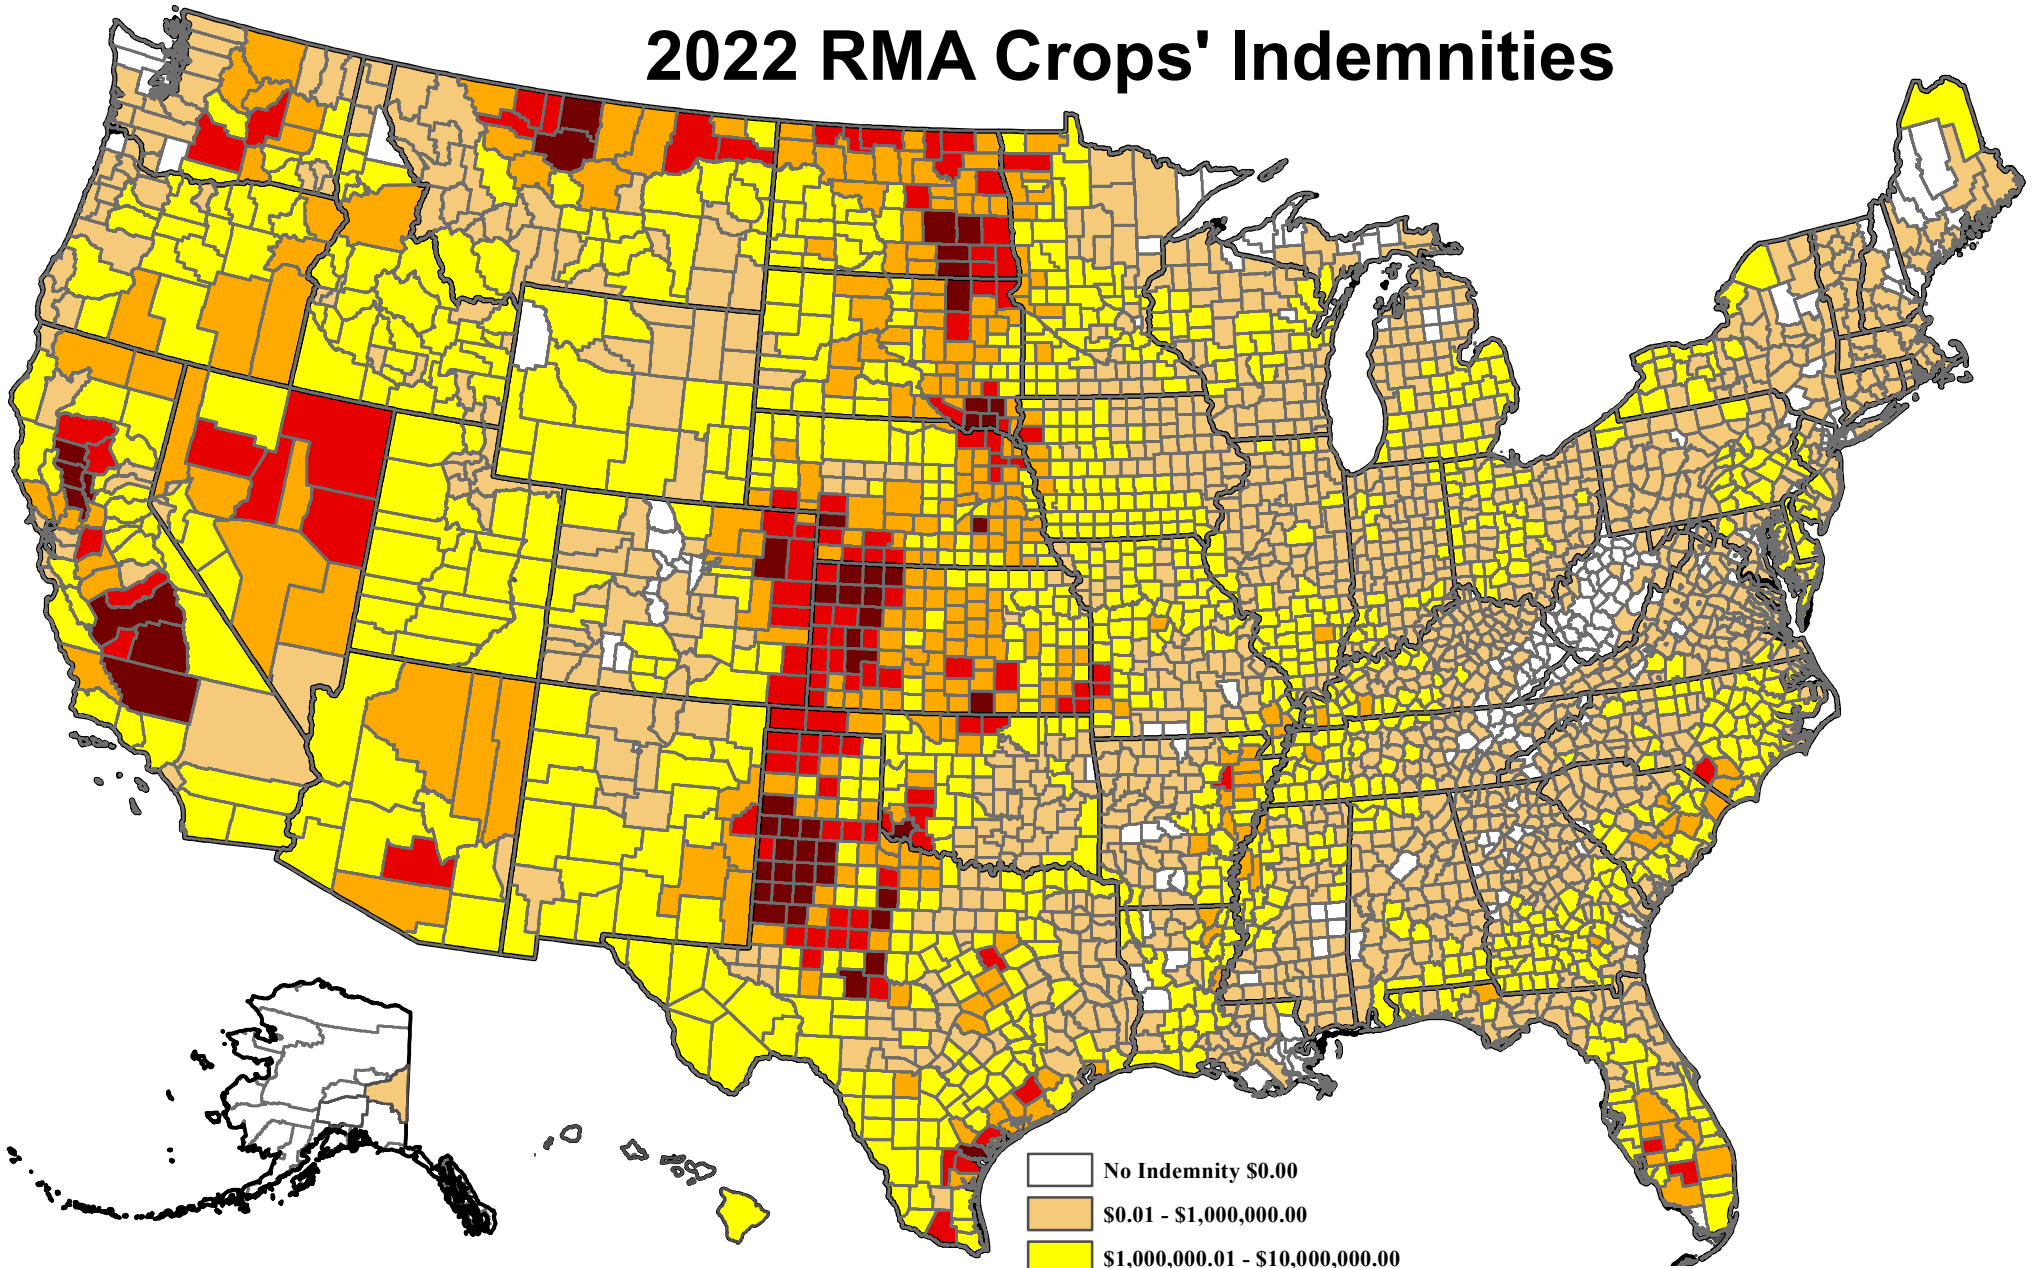 2022 RMA Crops' Indemnities
No Indemnity $0.00
$0.01 - $1,000,000.00
$1,000,000.01 - $10,000,000.00